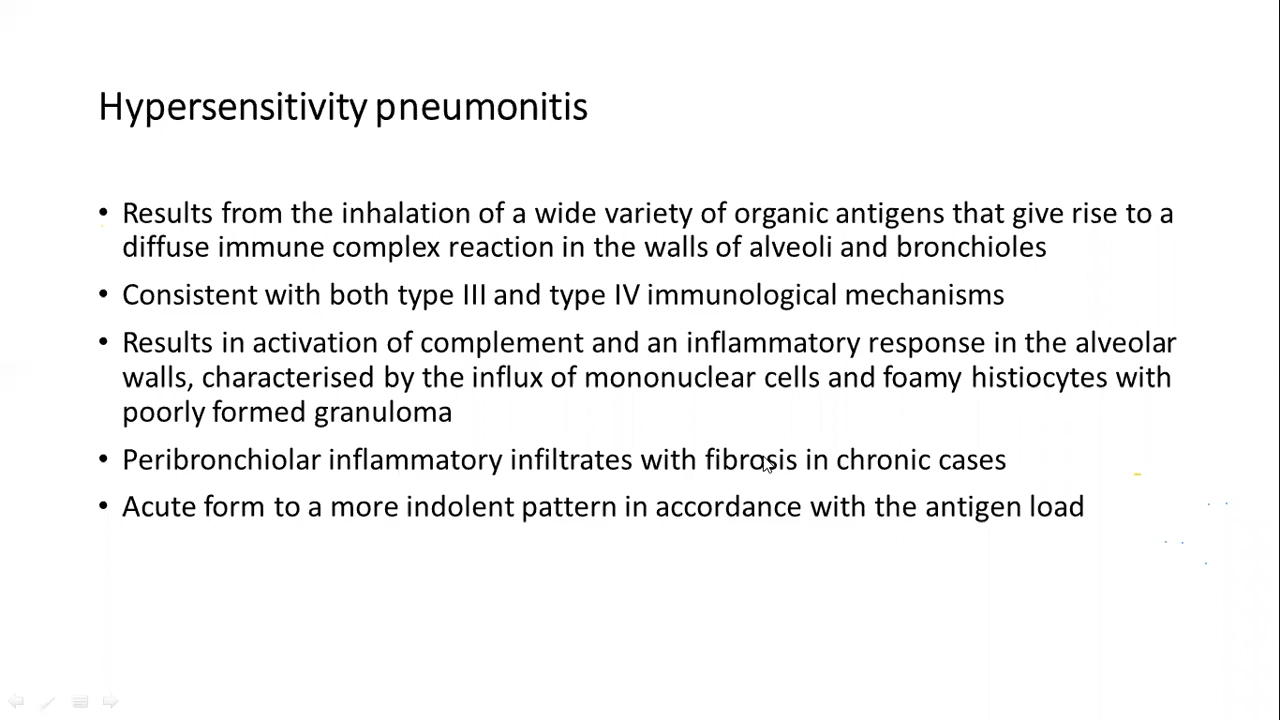 Hypersensitivity pneumonitis
• Results from the inhalation of a wide variety of organic antigens that give rise to a
diffuse immune complex reaction in the walls of alveoli and bronchioles
• Consistent with both type III and type IV immunological mechanisms
• Results in activation of complement and an inflammatory response in the alveolar
walls, characterised by the influx of mononuclear cells and foamy histiocytes with
poorly formed granuloma
• Peribronchiolar inflammatory infiltrates with fibrosis in chronic cases
• Acute form to a more indolent pattern in accordance with the antigen load